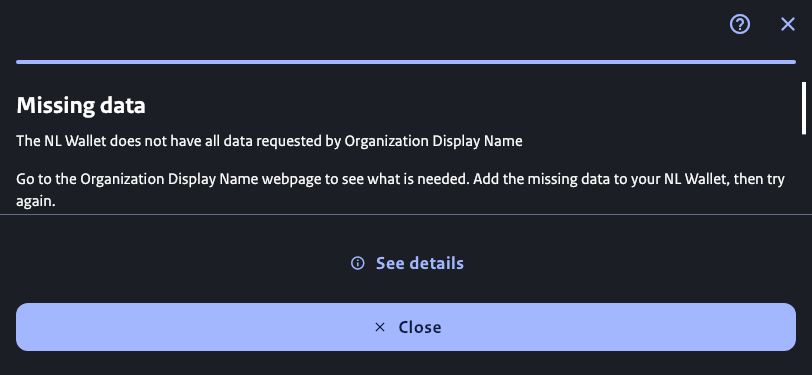 Missing data
The NL Wallet does not have all data requested by Organization Display Name
Go to the Organization Display Name webpage to see what is needed. Add the missing data to your NL Wallet, then try
again.
See details
Close